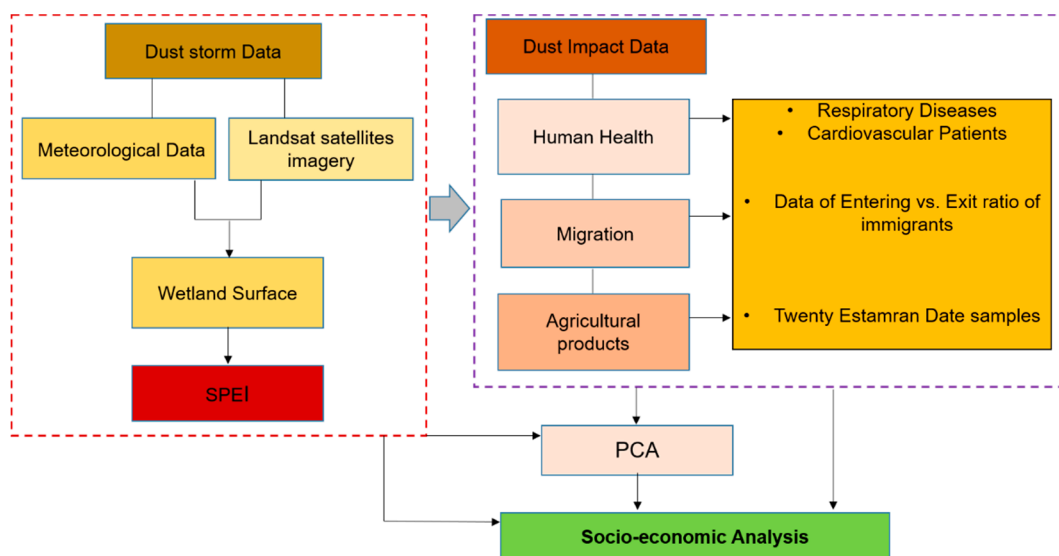 Dust storm Data
Meteorological Data
Landsat satellites
imagery
Wetland Surface
SPEI
Dust Impact Data
Human Health
Migration
Agricultural
products
• Respiratory Diseases
• Cardiovascular Patients
• Data of Entering vs. Exit ratio of
immigrants
• Twenty Estamran Date samples
PCA
Socio-economic Analysis